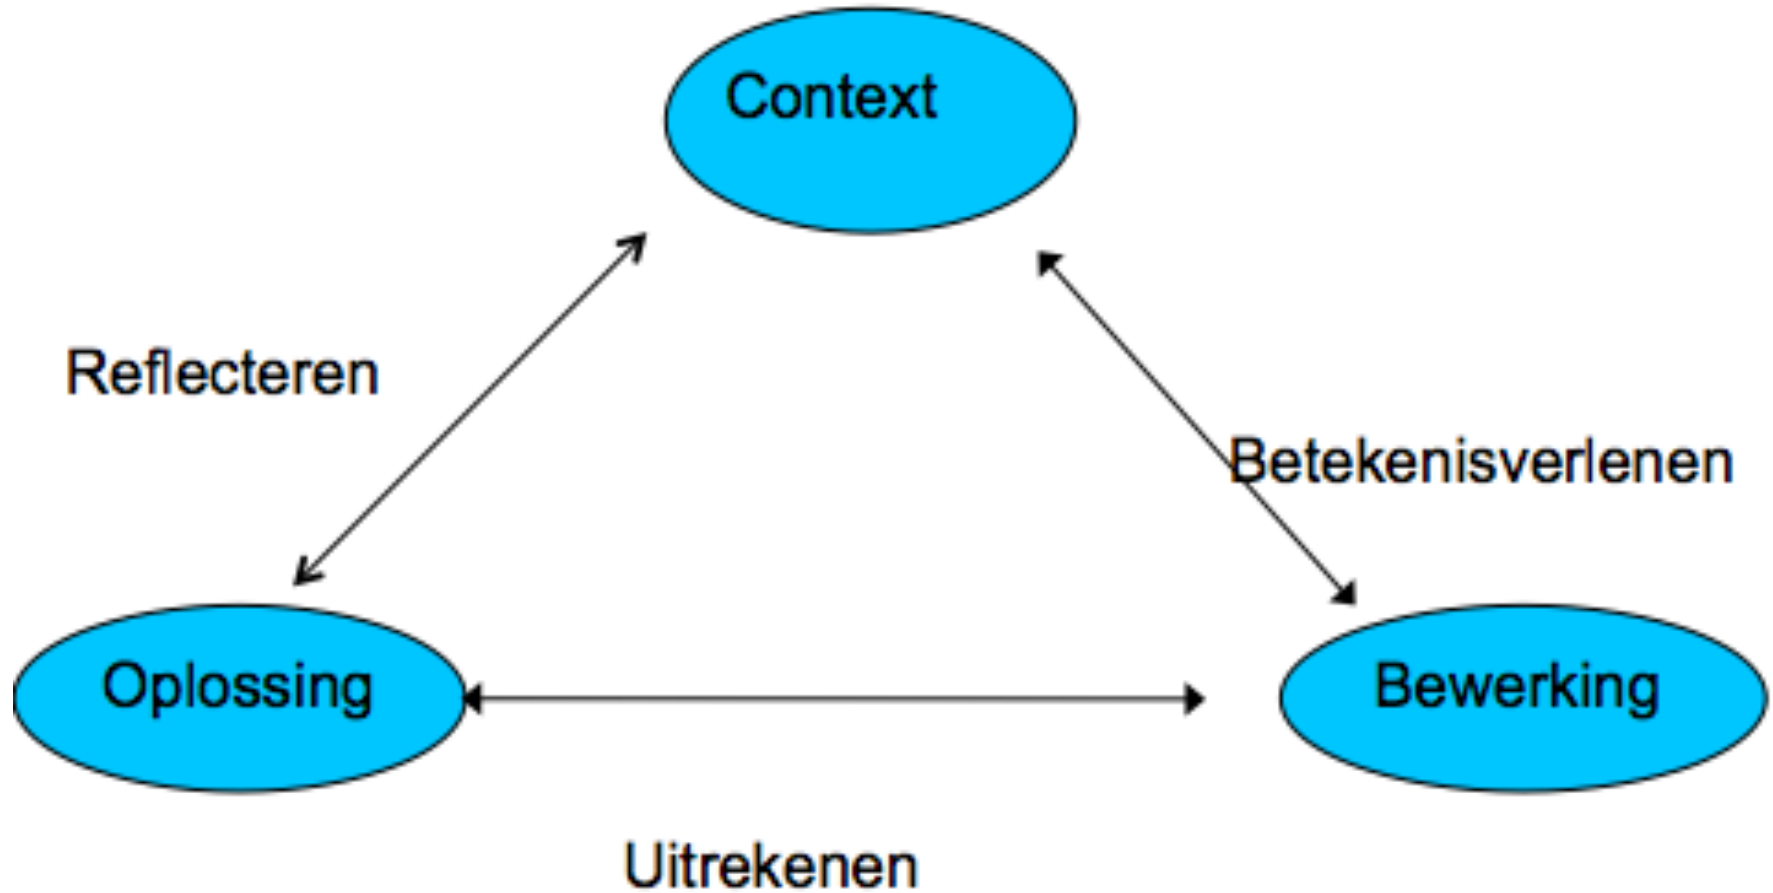 Context
Reflecteren
Betekenisverlenen
Oplossing
Bewerking
Uitrekenen